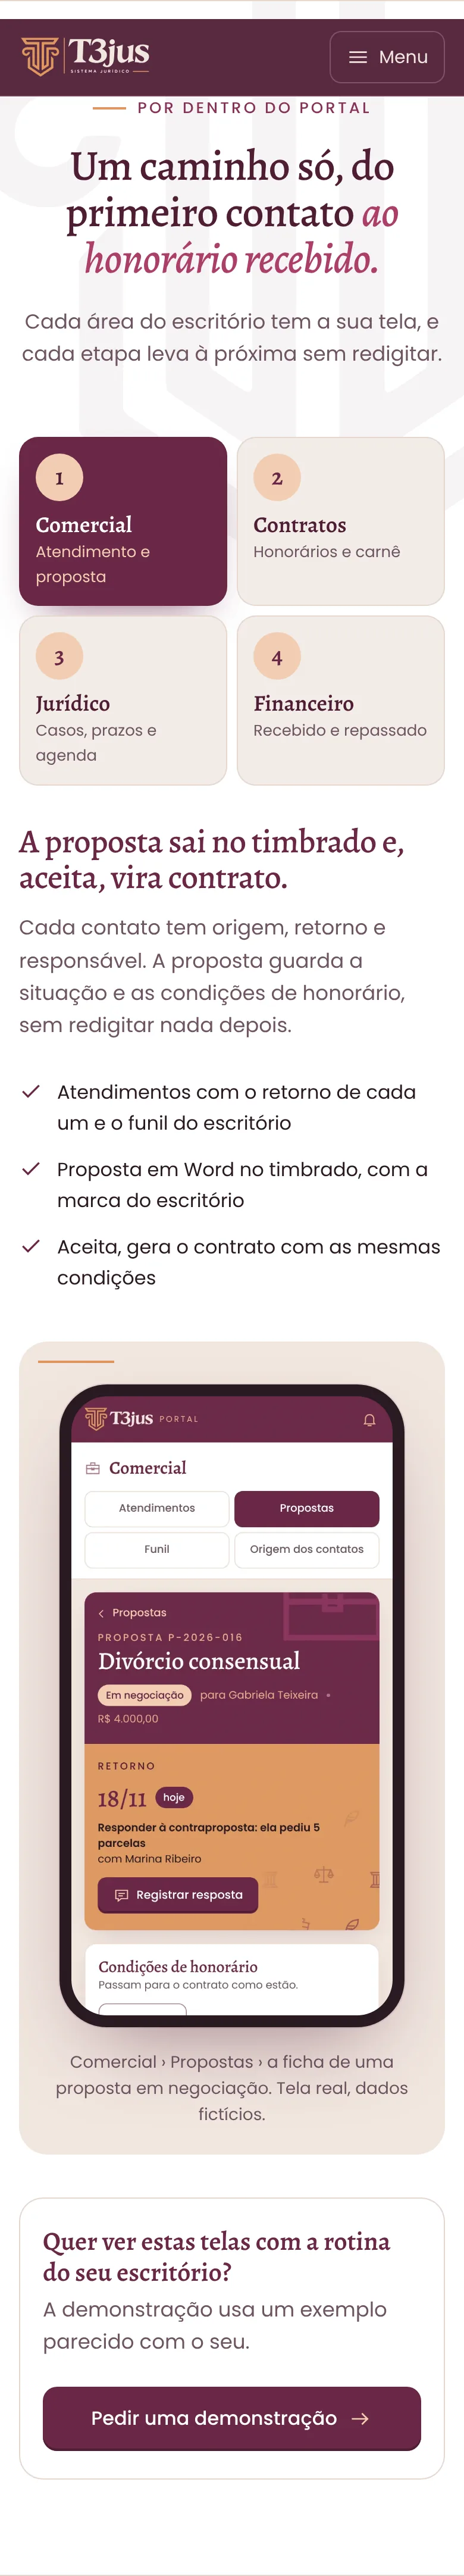 T3jus
SISTEMA JURÍDICO
Menu
POR DENTRO DO PORTAL
Um caminho só, do
primeiro contato ao
honorário recebido.
Cada área do escritório tem a sua tela, e
cada etapa leva à próxima sem redigitar.
1
Comercial
Atendimento e
proposta
2
Contratos
Honorários e carnê
3
Jurídico
Casos, prazos e
agenda
4
Financeiro
Recebido e repassado
A proposta sai no timbrado e,
aceita, vira contrato.
Cada contato tem origem, retorno e
responsável. A proposta guarda a
situação e as condições de honorário,
sem redigitar nada depois.
Atendimentos com o retorno de cada
um e o funil do escritório
Proposta em Word no timbrado, com a
marca do escritório
Aceita, gera o contrato com as mesmas
condições
T3jus PORTAL
Comercial
Atendimentos
Propostas
Funil
Origem dos contatos
‹ Propostas
PROPOSTA P-2026-016
Divórcio consensual
Em negociação para Gabriela Teixeira •
R$ 4.000,00
RETORNO
18/11 hoje
Responder à contraproposta: ela pediu 5
parcelas
com Marina Ribeiro
Registrar resposta
Condições de honorário
Passam para o contrato como estão.
Comercial › Propostas › a ficha de uma
proposta em negociação. Tela real, dados
fictícios.
Quer ver estas telas com a rotina
do seu escritório?
A demonstração usa um exemplo
parecido com o seu.
Pedir uma demonstração →